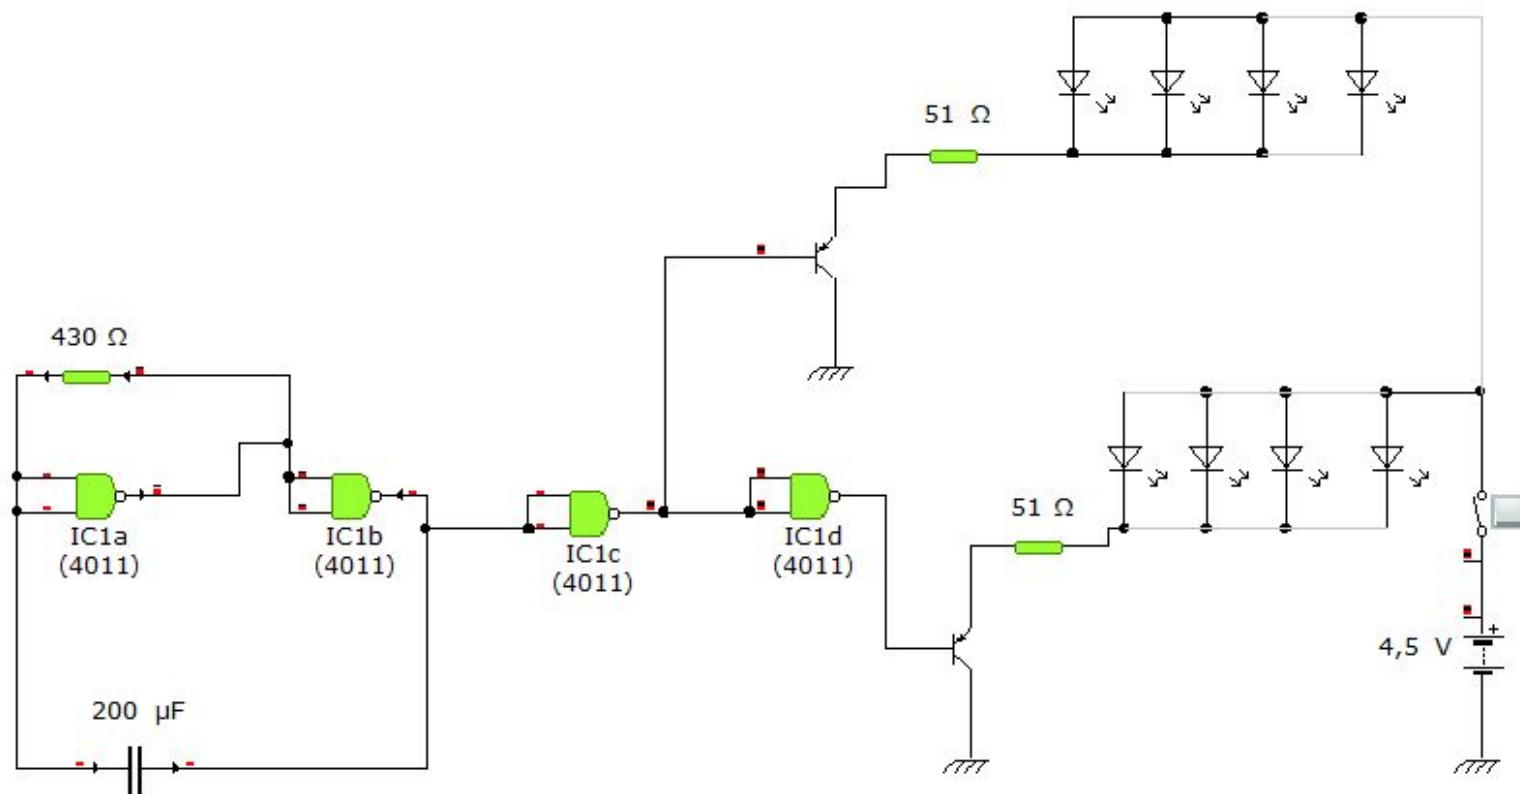 51 Ω
430 Ω
IC1a
(4011)
IC1b
(4011)
IC1c
(4011)
IC1d
(4011)
51 Ω
4,5 V
+
200 µF